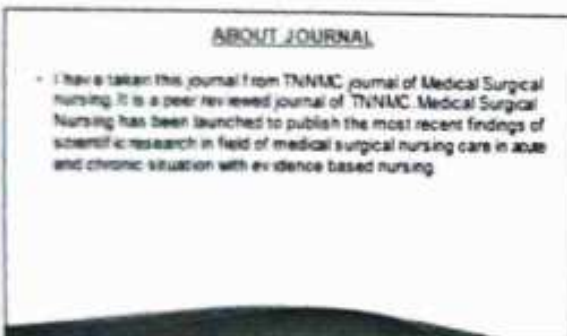 ABOUT JOURNAL
• I have taken this journal from TNNMC journal of Medical Surgical
nursing. It is a peer reviewed journal of TNNMC. Medical Surgical
Nursing has been launched to publish the most recent findings of
scientific research in field of medical surgical nursing care in acute
and chronic situation with evidence based nursing